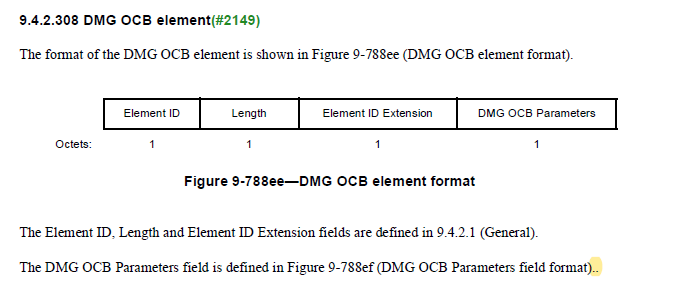 9.4.2.308 DMG OCB element(#2149)
The format of the DMG OCB element is shown in Figure 9-788ee (DMG OCB element format).
Element ID Length Element ID Extension DMG OCB Parameters
Octets: 1 1 1 1
Figure 9-788ee—DMG OCB element format
The Element ID, Length and Element ID Extension fields are defined in 9.4.2.1 (General).
The DMG OCB Parameters field is defined in Figure 9-788ef (DMG OCB Parameters field format)..